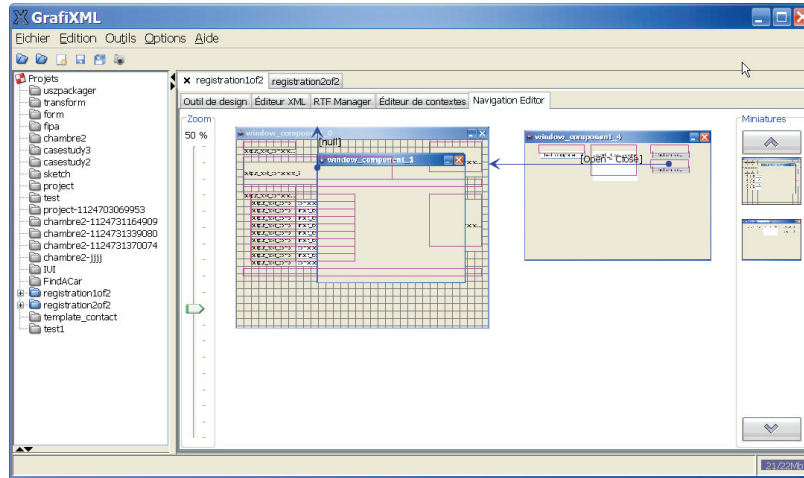 GrafiXML
Fichier Edition Outils Options Aide
Projets
uszpackager
transform
form
fipa
chambre2
casestudy3
casestudy2
sketch
project
test
project-1124703069953
chambre2-1124731164909
chambre2-1124731339080
chambre2-1124731370074
chambre2-jjjj
IUI
FindACar
registration1of2
registration2of2
template_contact
test1
registration1of2 registration2of2
Outil de design Éditeur XML RTF Manager Éditeur de contextes Navigation Editor
Zoom
50 %
window_component_0
[null]
window_component_1
window_component_4
[Open~ Close]
Miniatures
21/22Mb